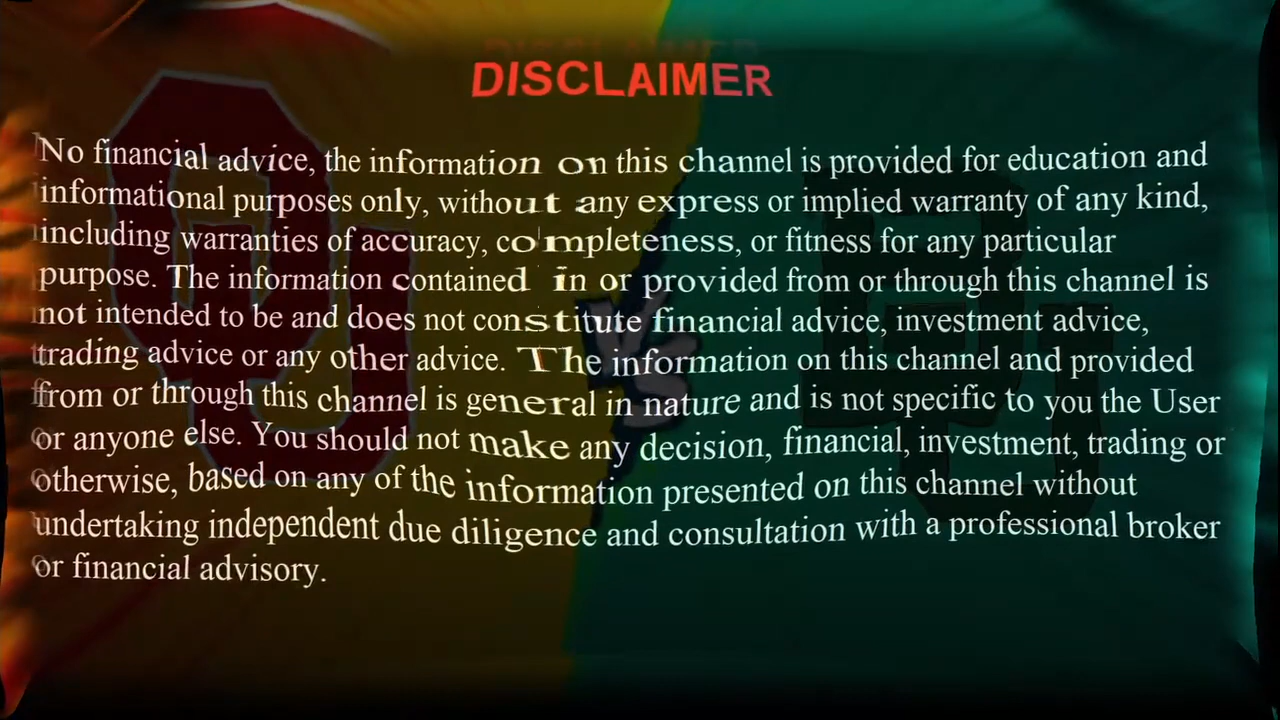 DISCLAIMER
No financial advice, the information on this channel is provided for education and
informational purposes only, without any express or implied warranty of any kind,
including warranties of accuracy, completeness, or fitness for any particular
purpose. The information contained in or provided from or through this channel is
not intended to be and does not constitute financial advice, investment advice,
trading advice or any other advice. The information on this channel and provided
from or through this channel is general in nature and is not specific to you the User
or anyone else. You should not make any decision, financial, investment, trading or
otherwise, based on any of the information presented on this channel without
undertaking independent due diligence and consultation with a professional broker
or financial advisory.